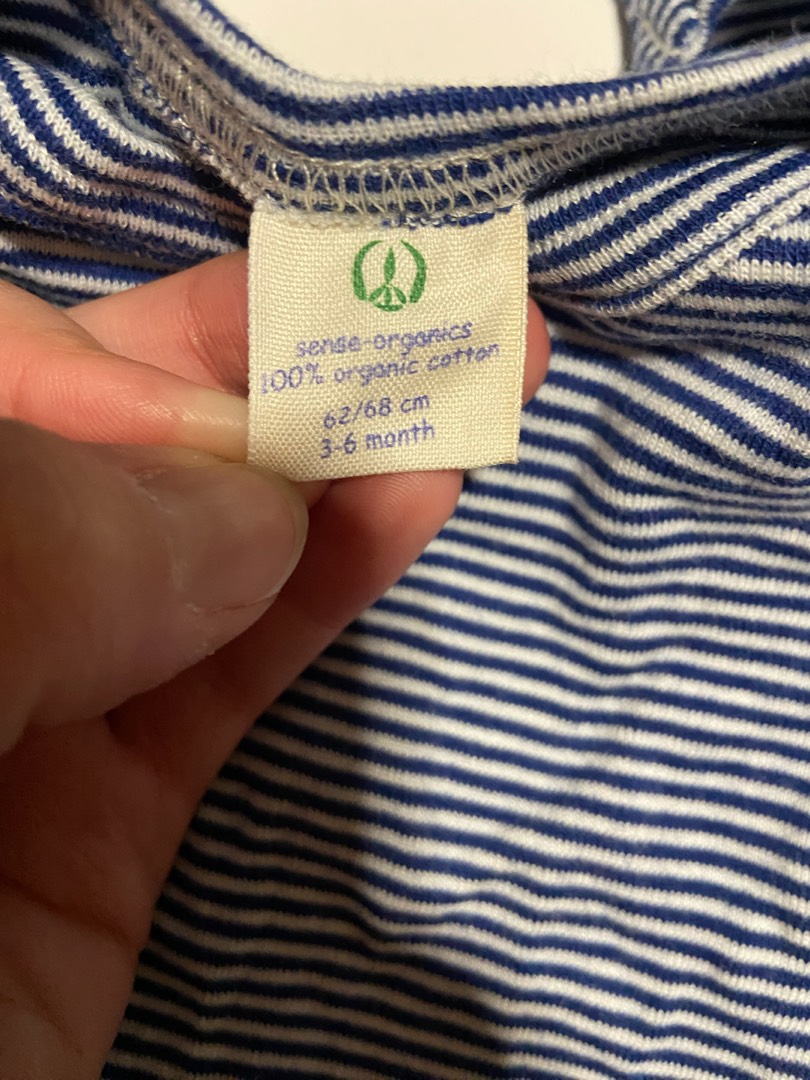 sense-organics
100% organic cotton
62/68 cm
3-6 month